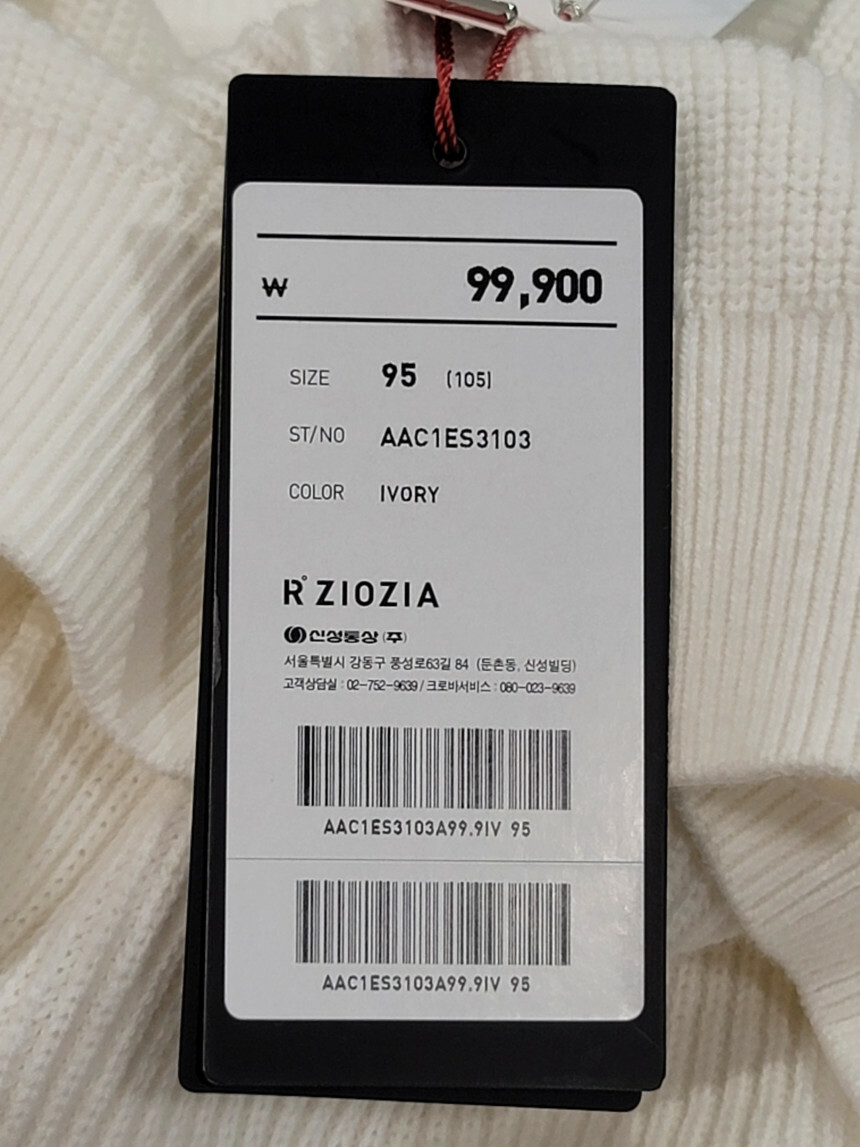 ₩ 99,900
SIZE 95 (105)
ST/NO AAC1ES3103
COLOR IVORY
R° ZIOZIA
신성통상(주)
서울특별시 강동구 풍성로63길 84 (둔촌동, 신성빌딩)
고객상담실 : 02-752-9639 / 크로바서비스 : 080-023-9639
AAC1ES3103A99.9IV 95
AAC1ES3103A99.9IV 95